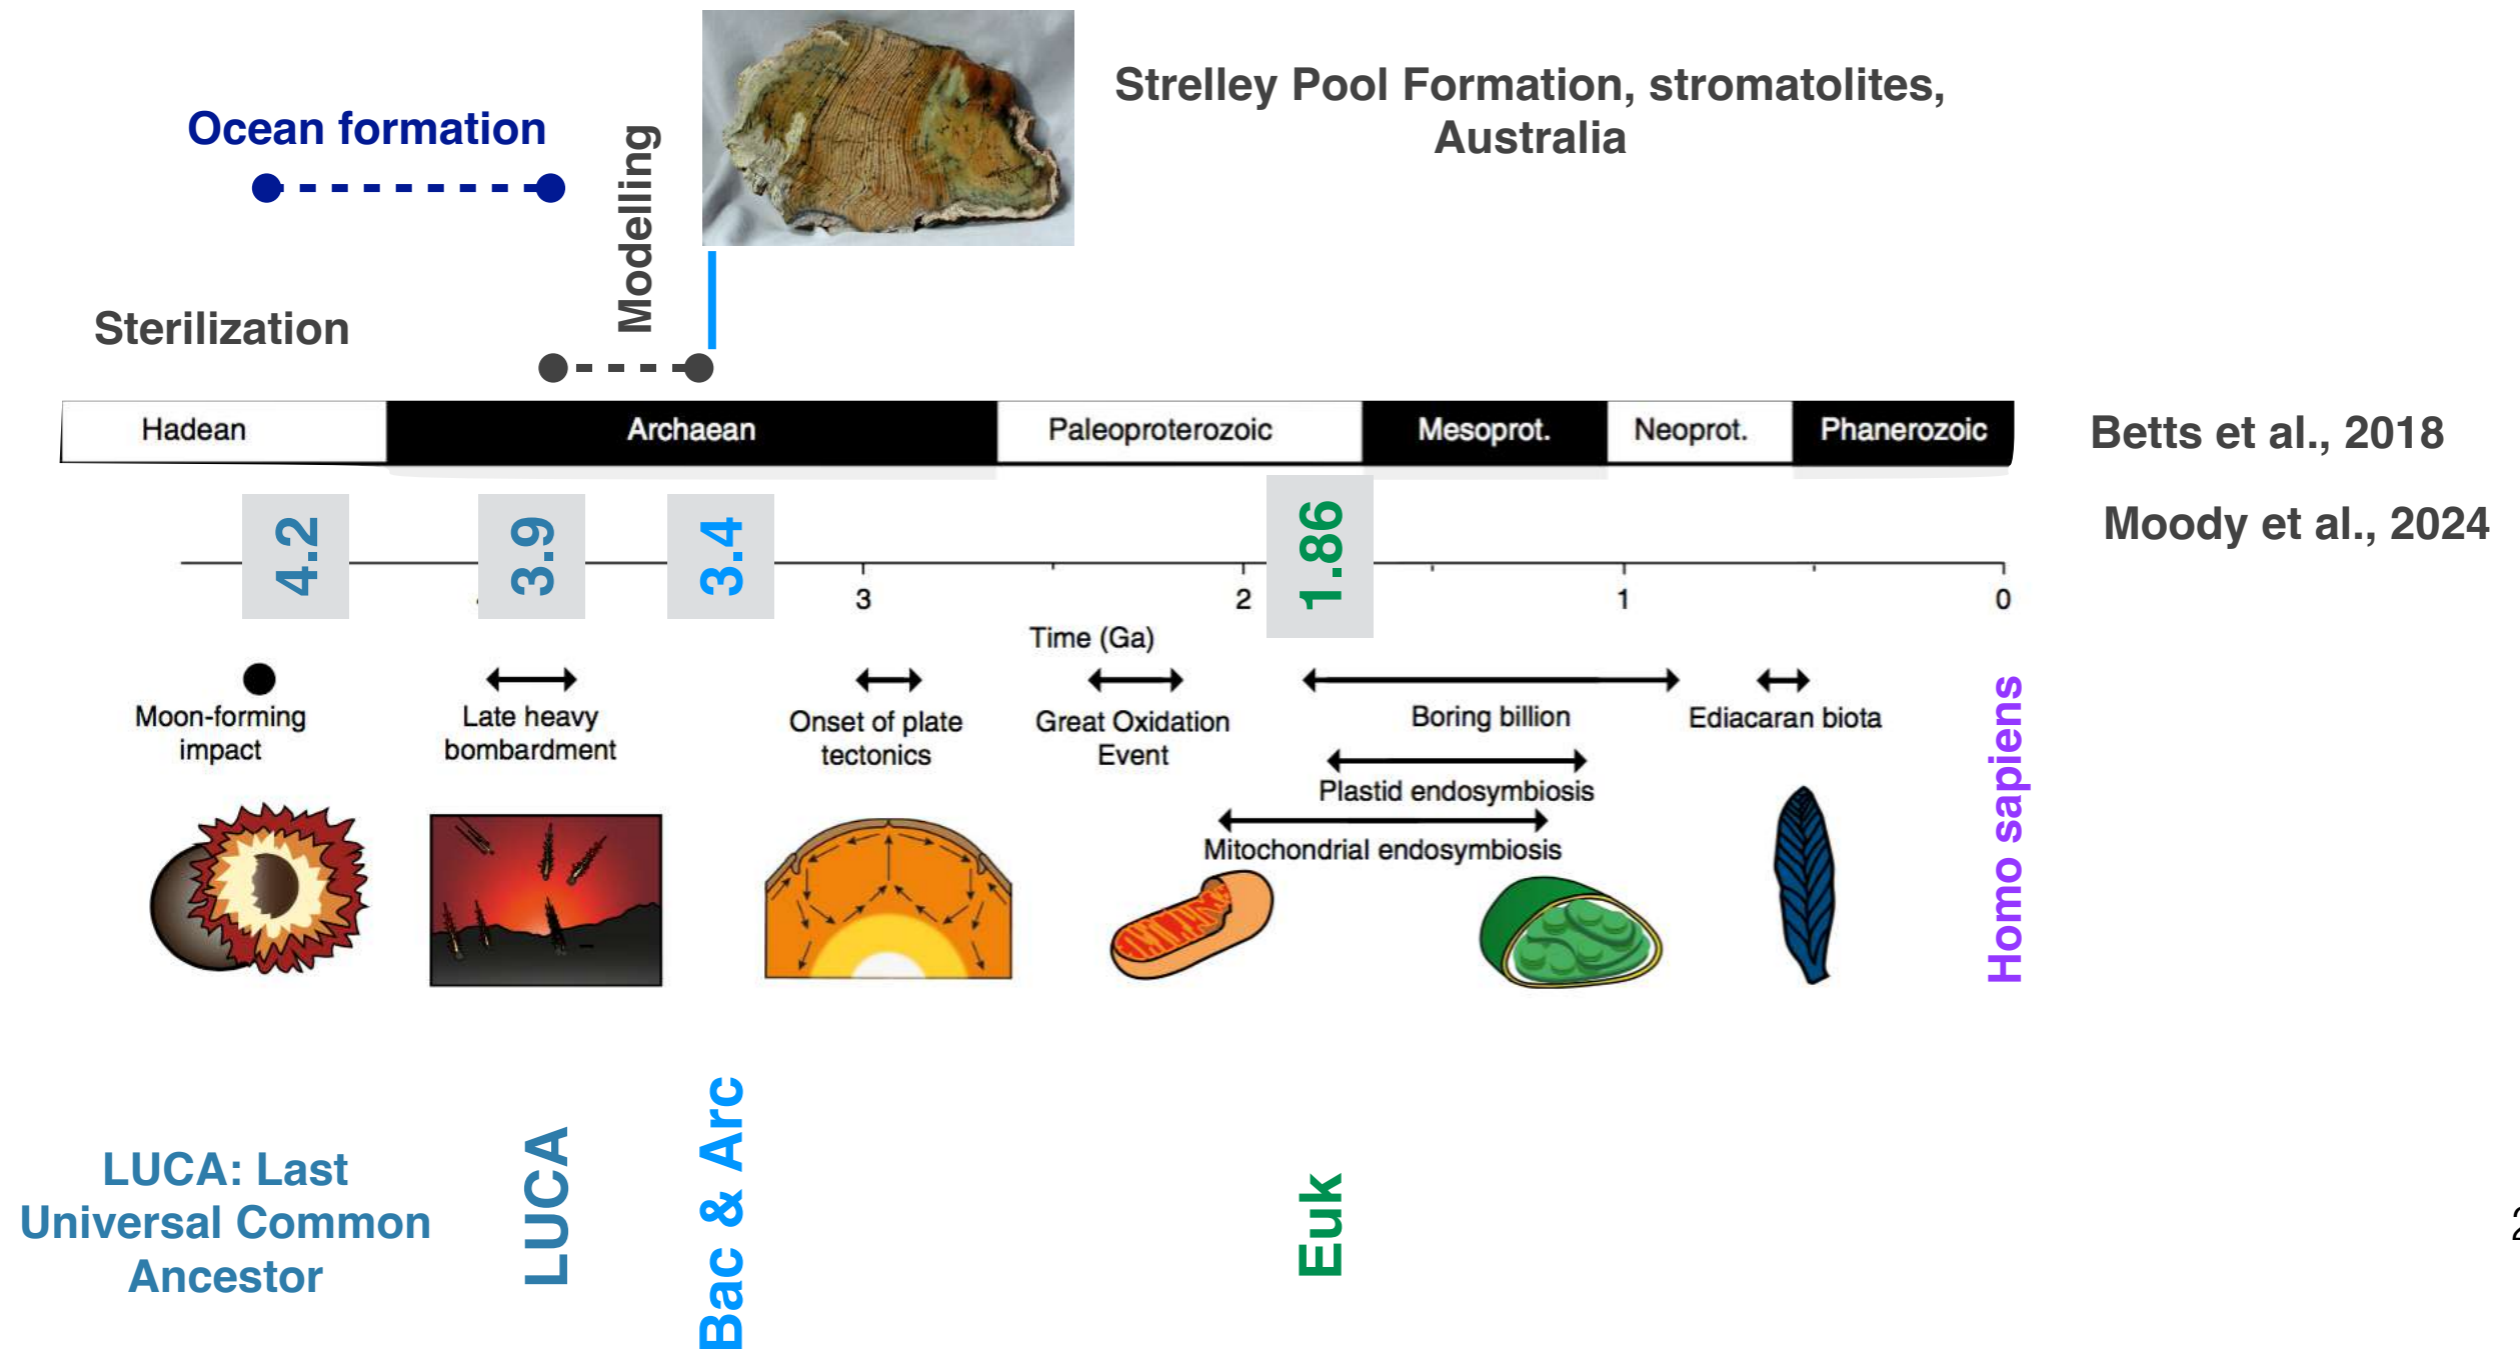 Ocean formation
Modelling
Strelley Pool Formation, stromatolites,
Australia
Sterilization
Hadean
Archaean
Paleoproterozoic
Mesoprot.
Neoprot.
Phanerozoic
Betts et al., 2018
Moody et al., 2024
4.2
3.9
3.4
1.86
3
2
1
0
Time (Ga)
Moon-forming
impact
Late heavy
bombardment
Onset of plate
tectonics
Great Oxidation
Event
Boring billion
Ediacaran biota
Plastid endosymbiosis
Mitochondrial endosymbiosis
Homo sapiens
LUCA: Last
Universal Common
Ancestor
LUCA
Bac & Arc
Euk